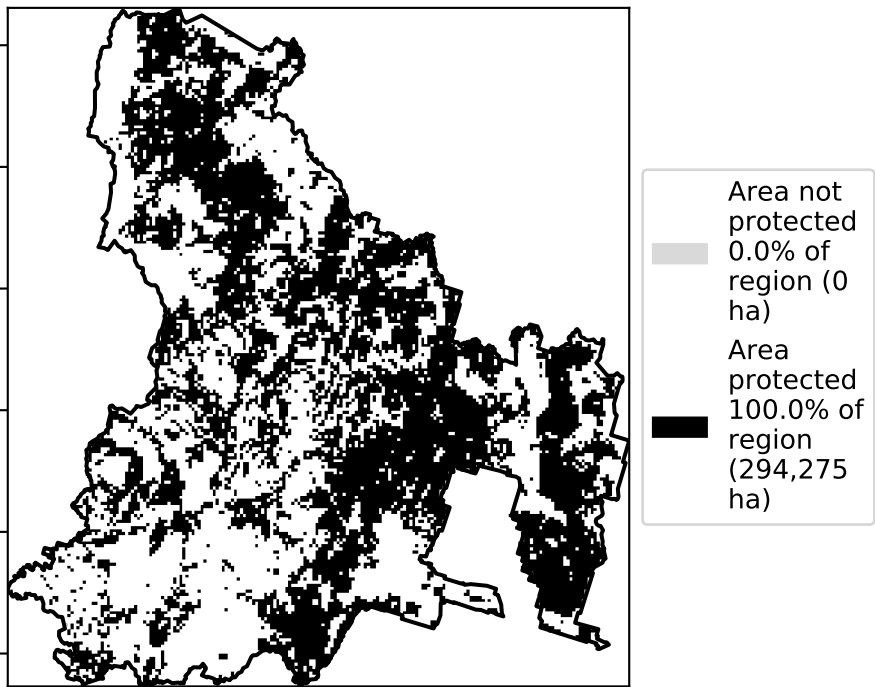 Area not
protected
0.0% of
region (0
ha)
Area
protected
100.0% of
region
(294,275
ha)